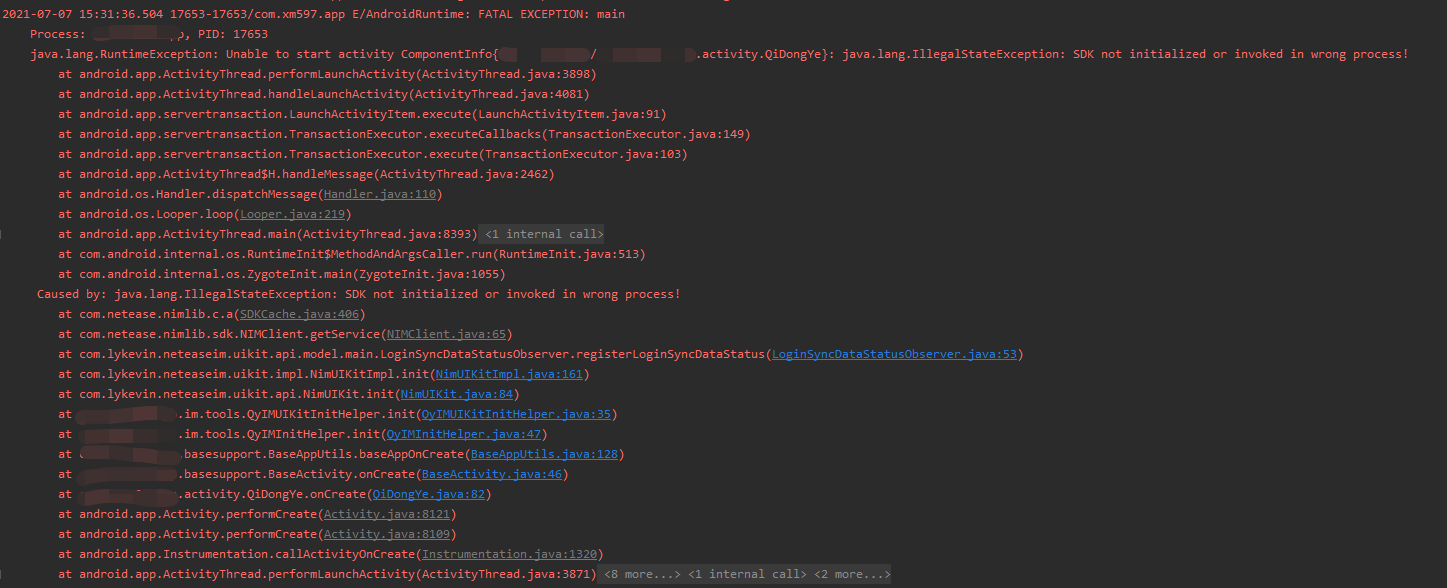 2021-07-07 15:31:36.504 17653-17653/com.xm597.app E/AndroidRuntime: FATAL EXCEPTION: main
Process: p, PID: 17653
java.lang.RuntimeException: Unable to start activity ComponentInfo{ / .activity.QiDongYe}: java.lang.IllegalStateException: SDK not initialized or invoked in wrong process!
at android.app.ActivityThread.performLaunchActivity(ActivityThread.java:3898)
at android.app.ActivityThread.handleLaunchActivity(ActivityThread.java:4081)
at android.app.servertransaction.LaunchActivityItem.execute(LaunchActivityItem.java:91)
at android.app.servertransaction.TransactionExecutor.executeCallbacks(TransactionExecutor.java:149)
at android.app.servertransaction.TransactionExecutor.execute(TransactionExecutor.java:103)
at android.app.ActivityThread$H.handleMessage(ActivityThread.java:2462)
at android.os.Handler.dispatchMessage(Handler.java:110)
at android.os.Looper.loop(Looper.java:219)
at android.app.ActivityThread.main(ActivityThread.java:8393) <1 internal call>
at com.android.internal.os.RuntimeInit$MethodAndArgsCaller.run(RuntimeInit.java:513)
at com.android.internal.os.ZygoteInit.main(ZygoteInit.java:1055)
Caused by: java.lang.IllegalStateException: SDK not initialized or invoked in wrong process!
at com.netease.nimlib.c.a(SDKCache.java:406)
at com.netease.nimlib.sdk.NIMClient.getService(NIMClient.java:65)
at com.lykevin.neteaseim.uikit.api.model.main.LoginSyncDataStatusObserver.registerLoginSyncDataStatus(LoginSyncDataStatusObserver.java:53)
at com.lykevin.neteaseim.uikit.impl.NimUIKitImpl.init(NimUIKitImpl.java:161)
at com.lykevin.neteaseim.uikit.api.NimUIKit.init(NimUIKit.java:84)
at .im.tools.QyIMUIKitInitHelper.init(QyIMUIKitInitHelper.java:35)
at .im.tools.QyIMInitHelper.init(QyIMInitHelper.java:47)
at .basesupport.BaseAppUtils.baseAppOnCreate(BaseAppUtils.java:128)
at .basesupport.BaseActivity.onCreate(BaseActivity.java:46)
at .activity.QiDongYe.onCreate(QiDongYe.java:82)
at android.app.Activity.performCreate(Activity.java:8121)
at android.app.Activity.performCreate(Activity.java:8109)
at android.app.Instrumentation.callActivityOnCreate(Instrumentation.java:1320)
at android.app.ActivityThread.performLaunchActivity(ActivityThread.java:3871) <8 more...> <1 internal call> <2 more...>